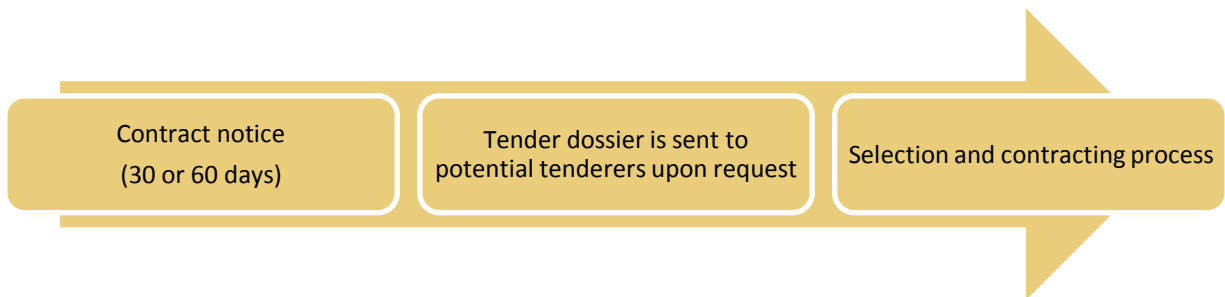 Contract notice
(30 or 60 days)
Tender dossier is sent to
potential tenderers upon request
Selection and contracting process